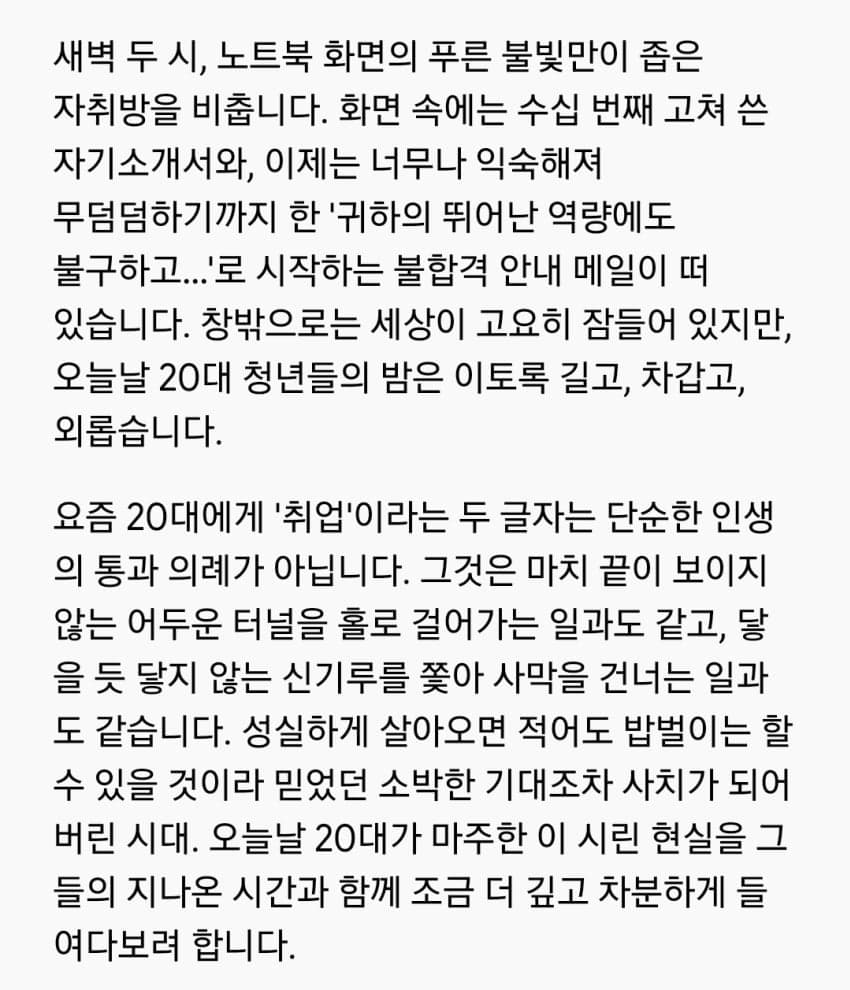 새벽 두 시, 노트북 화면의 푸른 불빛만이 좁은
자취방을 비춥니다. 화면 속에는 수십 번째 고쳐 쓴
자기소개서와, 이제는 너무나 익숙해져
무덤덤하기까지 한 '귀하의 뛰어난 역량에도
불구하고...'로 시작하는 불합격 안내 메일이 떠
있습니다. 창밖으로는 세상이 고요히 잠들어 있지만,
오늘날 20대 청년들의 밤은 이토록 길고, 차갑고,
외롭습니다.
요즘 20대에게 '취업'이라는 두 글자는 단순한 인생
의 통과 의례가 아닙니다. 그것은 마치 끝이 보이지
않는 어두운 터널을 홀로 걸어가는 일과도 같고, 닿
을 듯 닿지 않는 신기루를 쫓아 사막을 건너는 일과
도 같습니다. 성실하게 살아오면 적어도 밥벌이는 할
수 있을 것이라 믿었던 소박한 기대조차 사치가 되어
버린 시대. 오늘날 20대가 마주한 이 시린 현실을 그
들의 지나온 시간과 함께 조금 더 깊고 차분하게 들
여다보려 합니다.